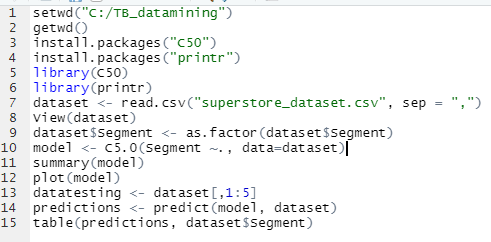 1 setwd("C:/TB_datamining")
2 getwd()
3 install.packages("C50")
4 install.packages("printr")
5 library(C50)
6 library(printr)
7 dataset <- read.csv("superstore_dataset.csv", sep = ",")
8 View(dataset)
9 dataset$Segment <- as.factor(dataset$Segment)
10 model <- C5.0(Segment ~., data=dataset)
11 summary(model)
12 plot(model)
13 datatesting <- dataset[,1:5]
14 predictions <- predict(model, dataset)
15 table(predictions, dataset$Segment)